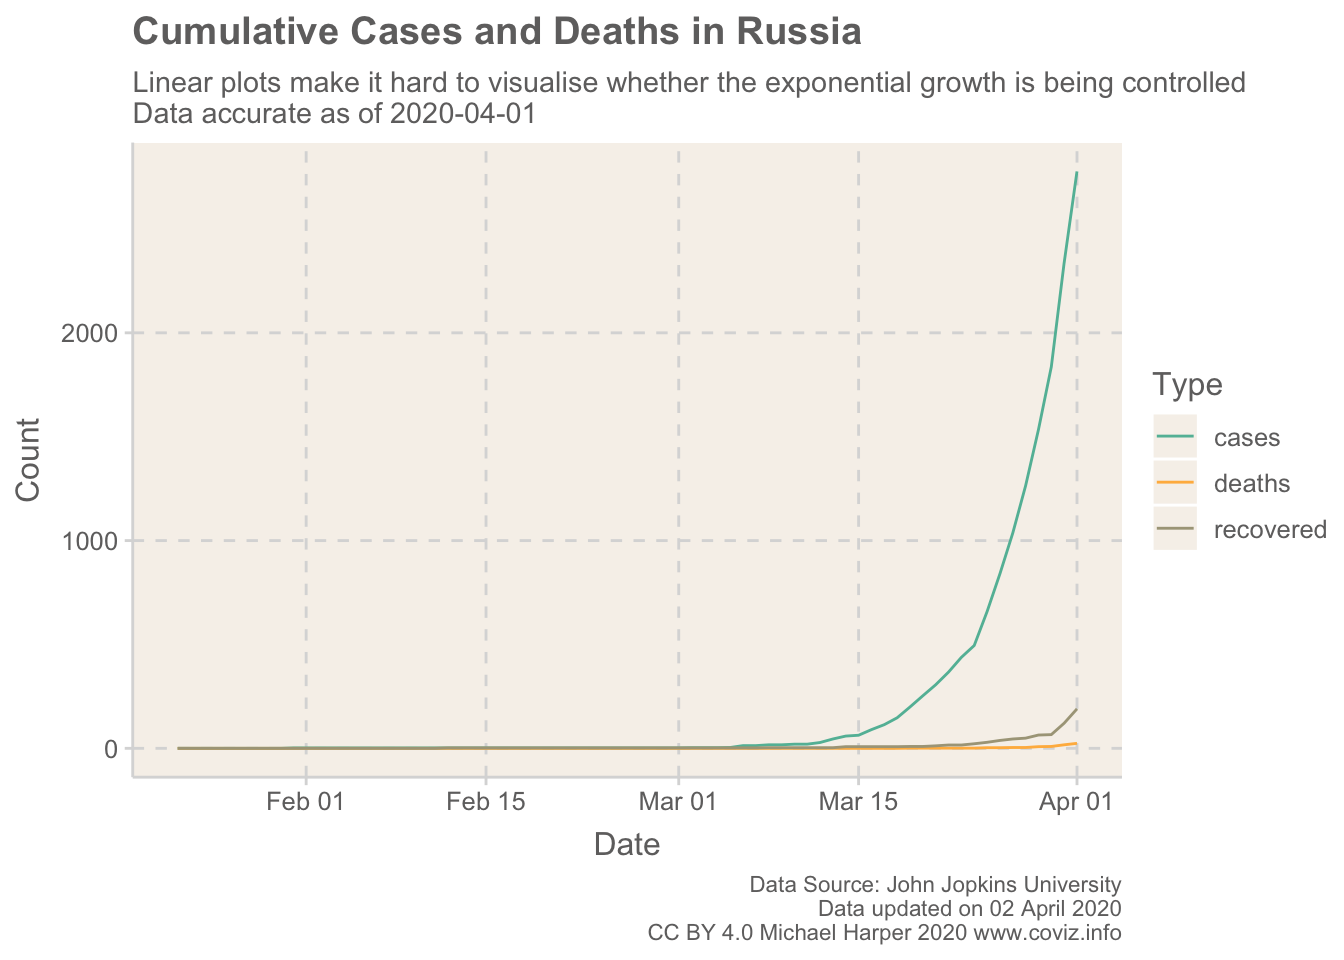 Cumulative Cases and Deaths in Russia
Linear plots make it hard to visualise whether the exponential growth is being controlled
Data accurate as of 2020-04-01
2000
1000
0
Count
Feb 01
Feb 15
Mar 01
Mar 15
Apr 01
Date
Type
cases
deaths
recovered
Data Source: John Jopkins University
Data updated on 02 April 2020
CC BY 4.0 Michael Harper 2020 www.coviz.info